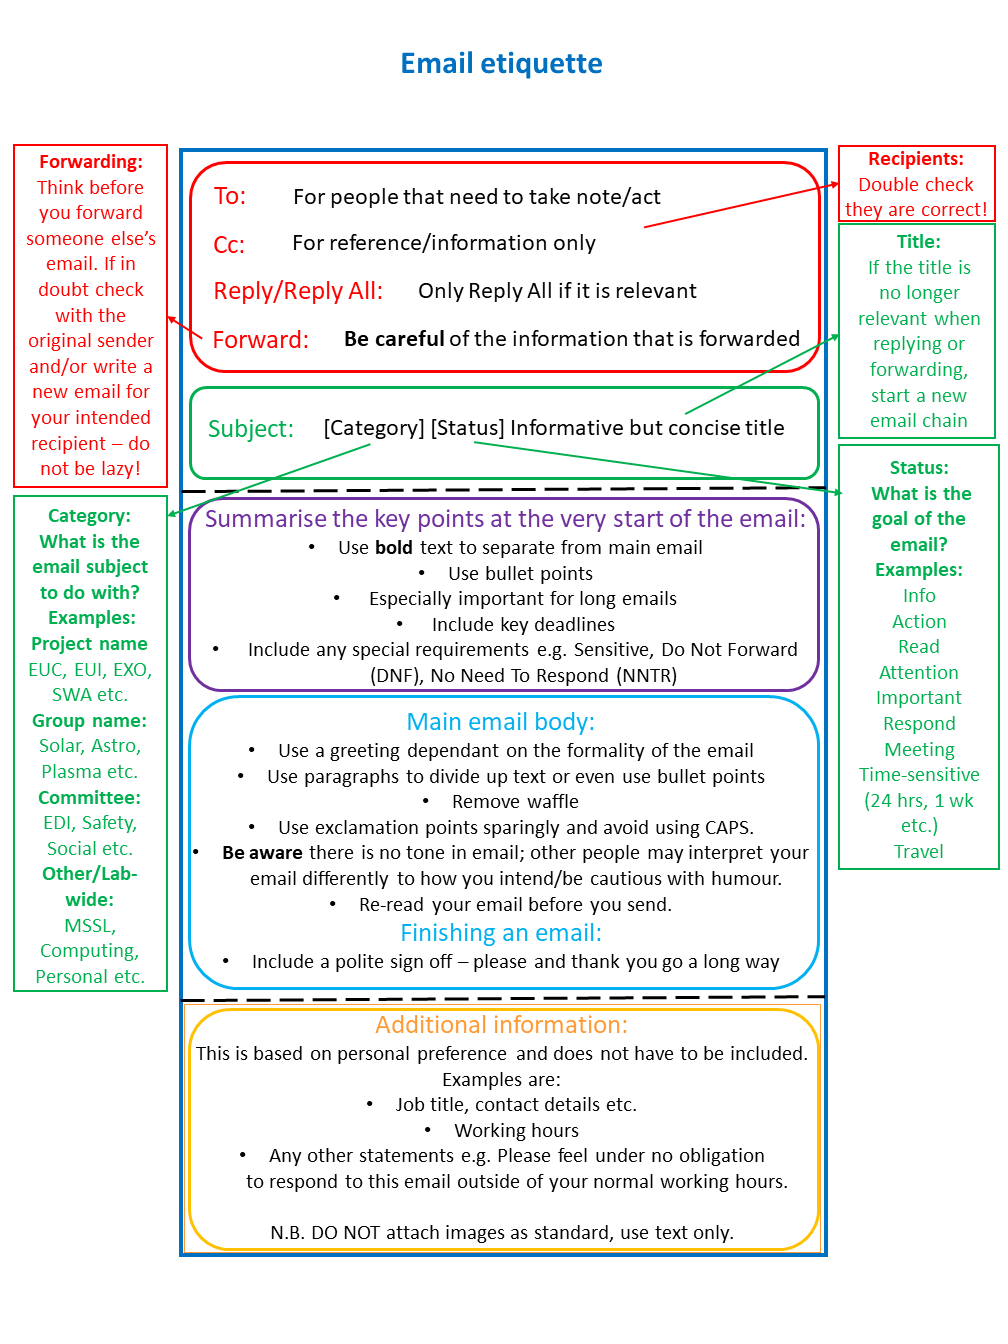 Email etiquette
Forwarding:
Think before
you forward
someone else's
email. If in
doubt check
with the
original sender
and/or write a
new email for
your intended
recipient – do
not be lazy!
To: For people that need to take note/act
Cc: For reference/information only
Reply/Reply All: Only Reply All if it is relevant
Forward: Be careful of the information that is forwarded
Recipients:
Double check
they are correct!
Title:
If the title is
no longer
relevant when
replying or
forwarding,
start a new
email chain
Subject: [Category] [Status] Informative but concise title
Category:
What is the
email subject
to do with?
Examples:
Project name
EUC, EUI, EXO,
SWA etc.
Group name:
Solar, Astro,
Plasma etc.
Committee:
EDI, Safety,
Social etc.
Other/Lab-
wide:
MSSL,
Computing,
Personal etc.
Status:
What is the
goal of the
email?
Examples:
Info
Action
Read
Attention
Important
Respond
Meeting
Time-sensitive
(24 hrs, 1 wk
etc.)
Travel
Summarise the key points at the very start of the email:
• Use bold text to separate from main email
• Use bullet points
• Especially important for long emails
• Include key deadlines
• Include any special requirements e.g. Sensitive, Do Not Forward
(DNF), No Need To Respond (NNTR)
Main email body:
• Use a greeting dependant on the formality of the email
• Use paragraphs to divide up text or even use bullet points
• Remove waffle
• Use exclamation points sparingly and avoid using CAPS.
• Be aware there is no tone in email; other people may interpret your
email differently to how you intend/be cautious with humour.
• Re-read your email before you send.
Finishing an email:
• Include a polite sign off – please and thank you go a long way
Additional information:
This is based on personal preference and does not have to be included.
Examples are:
• Job title, contact details etc.
• Working hours
• Any other statements e.g. Please feel under no obligation
to respond to this email outside of your normal working hours.
N.B. DO NOT attach images as standard, use text only.